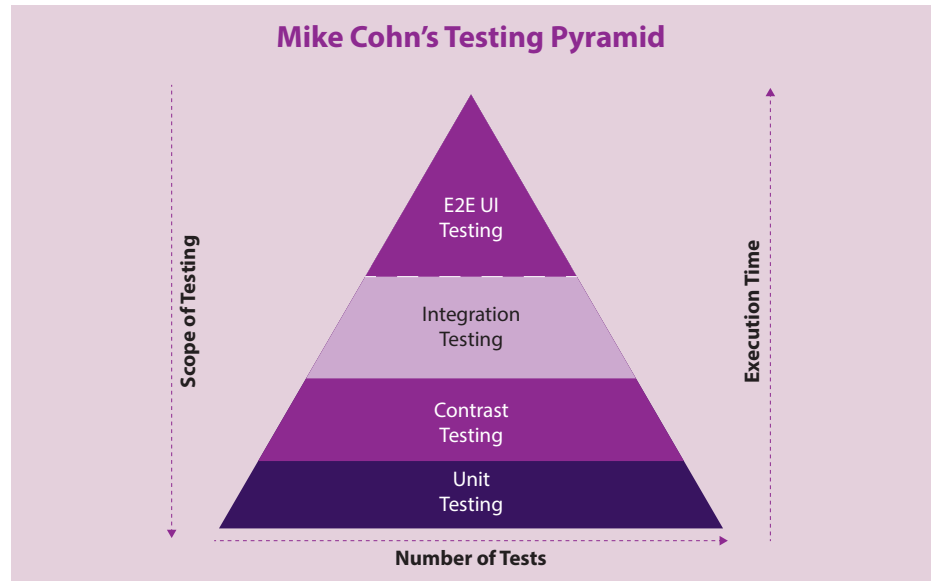 Mike Cohn's Testing Pyramid
E2E UI
Testing
Integration
Testing
Contrast
Testing
Unit
Testing
Scope of Testing
Execution Time
Number of Tests